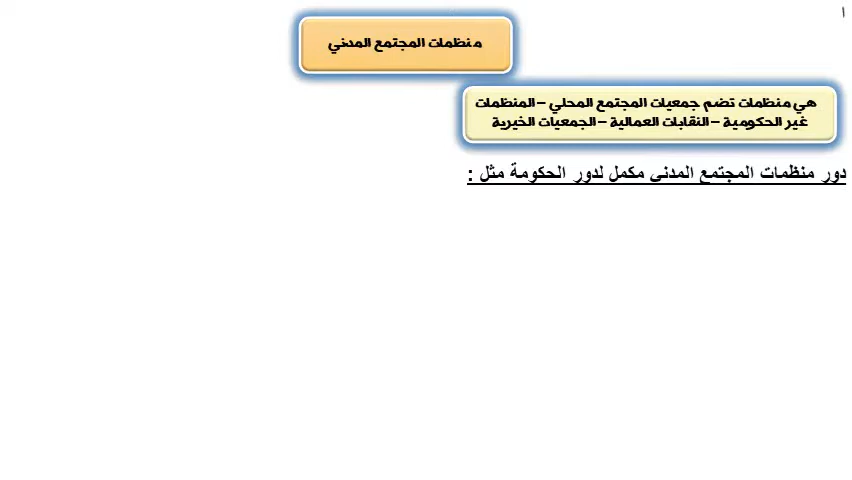 ١
منظمات المجتمع المدني
هي منظمات تضم جمعيات المجتمع المحلي – المنظمات
غير الحكومية – النقابات العمالية – الجمعيات الخيرية
دور منظمات المجتمع المدنى مكمل لدور الحكومة مثل :